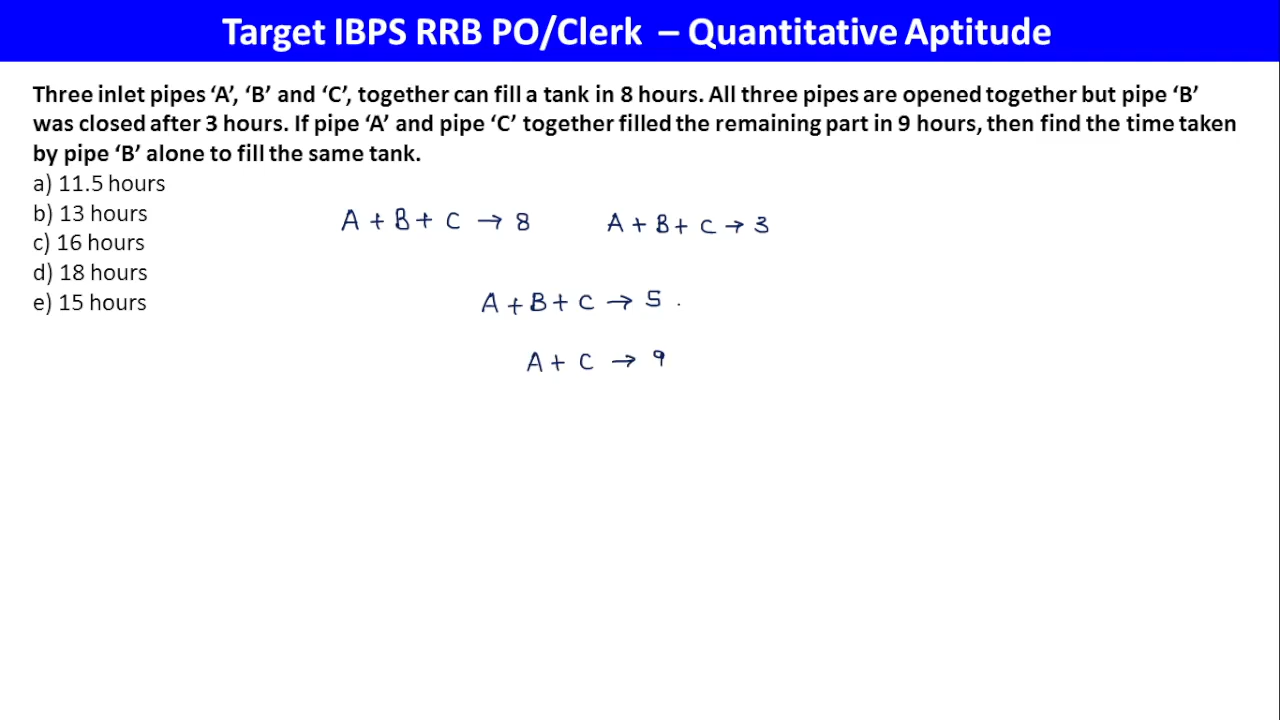 Target IBPS RRB PO/Clerk – Quantitative Aptitude
Three inlet pipes ‘A’, ‘B’ and ‘C’, together can fill a tank in 8 hours. All three pipes are opened together but pipe ‘B’
was closed after 3 hours. If pipe ‘A’ and pipe ‘C’ together filled the remaining part in 9 hours, then find the time taken
by pipe ‘B’ alone to fill the same tank.
a) 11.5 hours
b) 13 hours
c) 16 hours
d) 18 hours
e) 15 hours
A + B + C → 8
A + B + C → 3
A + B + C → 5 .
A + C → 9